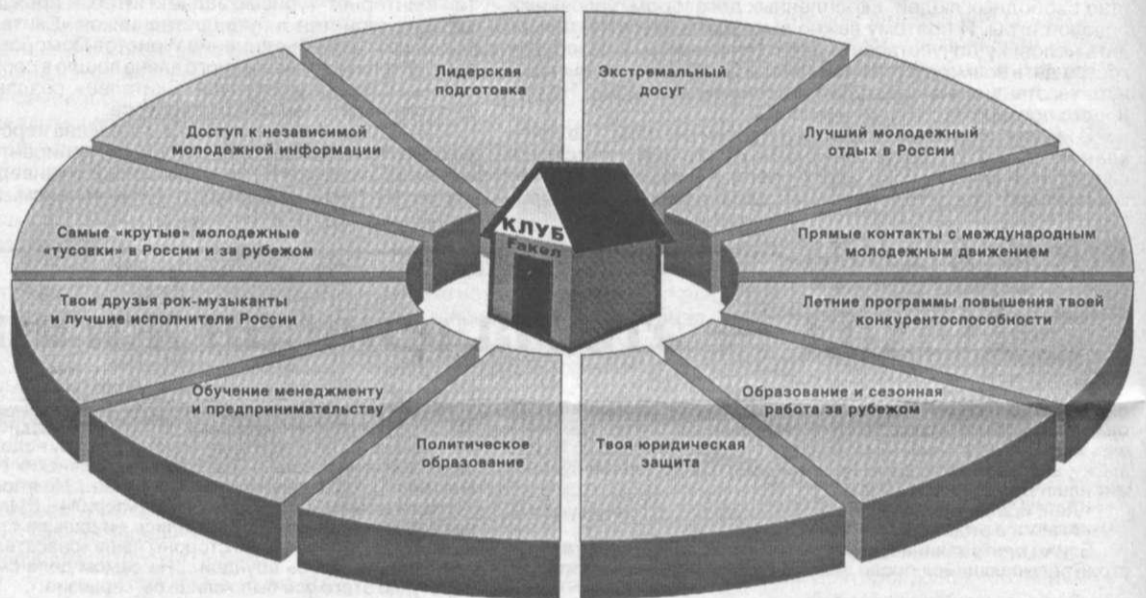 Лидерская
подготовка
Экстремальный
досуг
Доступ к независимой
молодежной информации
Лучший молодежный
отдых в России
Самые «крутые» молодежные
«тусовки» в России и за рубежом
Прямые контакты с международным
молодежным движением
КЛУБ
Fакел
Твои друзья рок-музыканты
и лучшие исполнители России
Летние программы повышения твоей
конкурентоспособности
Обучение менеджменту
и предпринимательству
Образование и сезонная
работа за рубежом
Политическое
образование
Твоя юридическая
защита